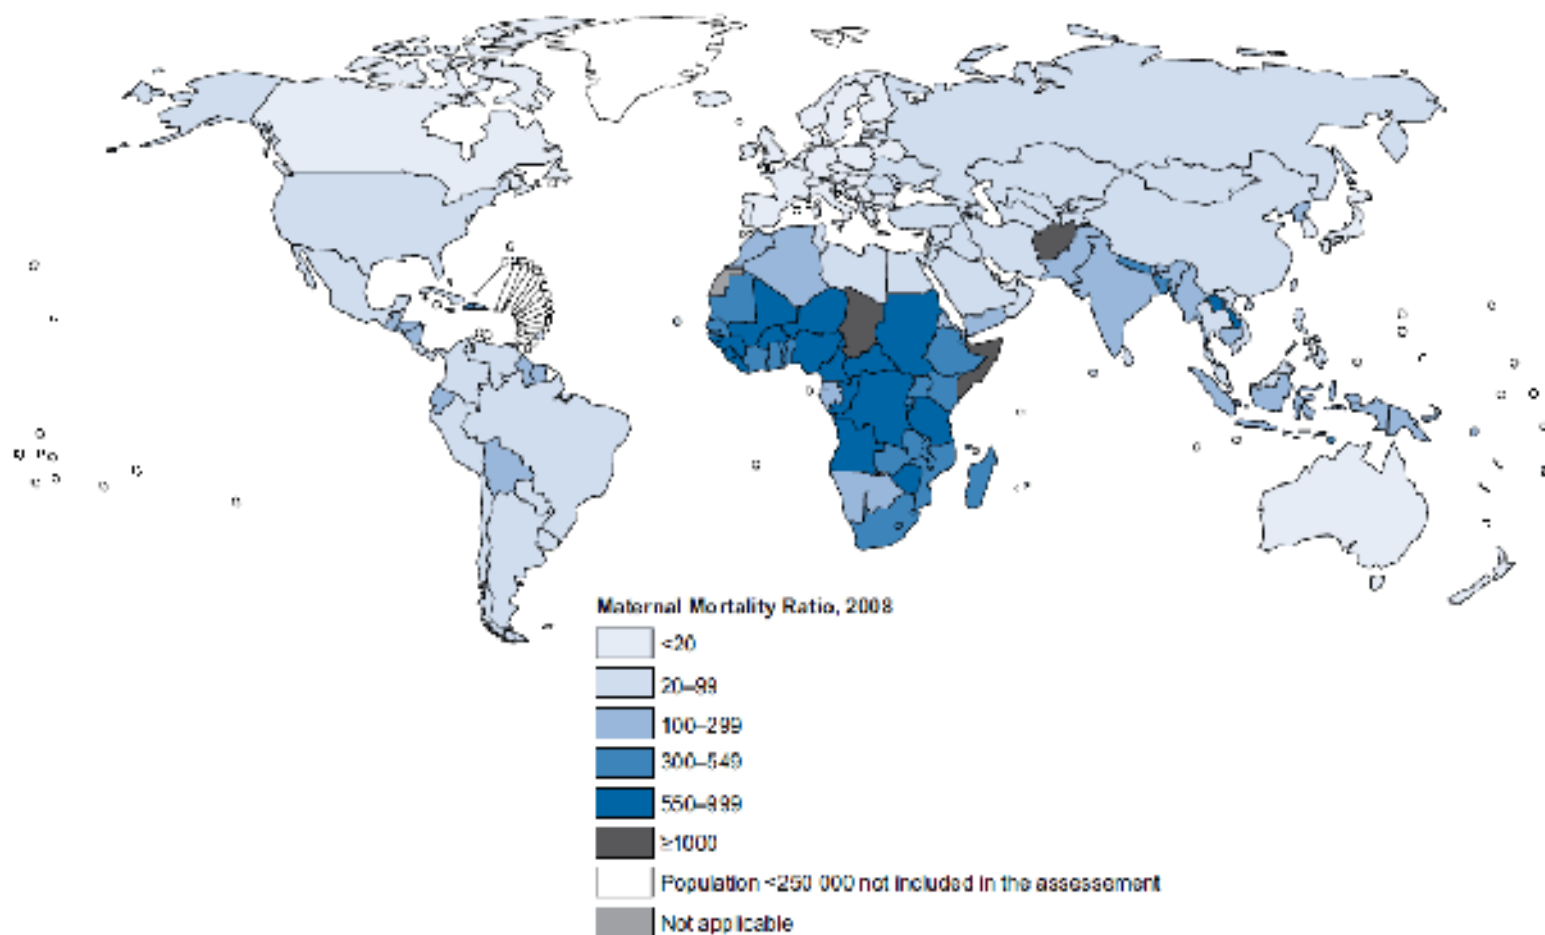 Maternal Mortality Ratio, 2008
<20
20–99
100–299
300–549
550–999
≥1000
Population <250 000 not included in the assessement
Not applicable